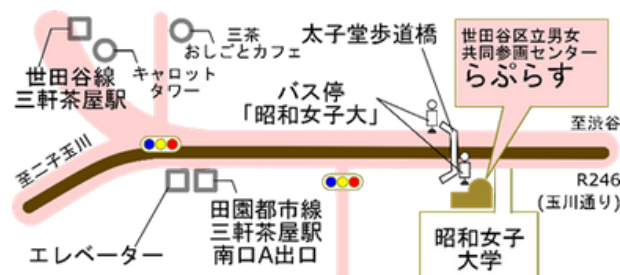 三茶
おしごとカフェ
太子堂歩道橋
世田谷区立男女
共同参画センター
らぷらす
世田谷線
三軒茶屋駅
キャロット
タワー
バス停
「昭和女子大」
至渋谷
至二子玉川
R246
(玉川通り)
田園都市線
三軒茶屋駅
南口A出口
エレベーター
昭和女子
大学